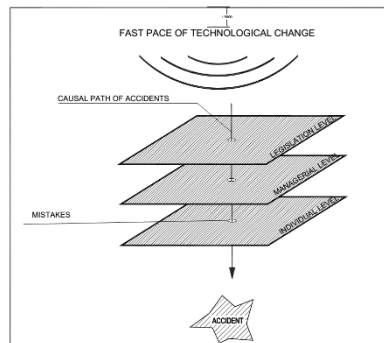 FAST PACE OF TECHNOLOGICAL CHANGE
CAUSAL PATH OF ACCIDENTS
LEGISLATION LEVEL
MANAGERIAL LEVEL
MISTAKES
INDIVIDUAL LEVEL
ACCIDENT